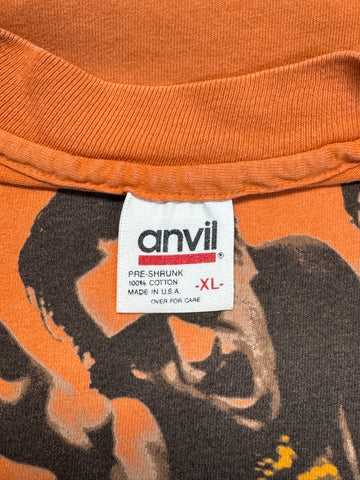 anvil®
PRE-SHRUNK
100% COTTON
MADE IN U.S.A.
-XL-
OVER FOR CARE